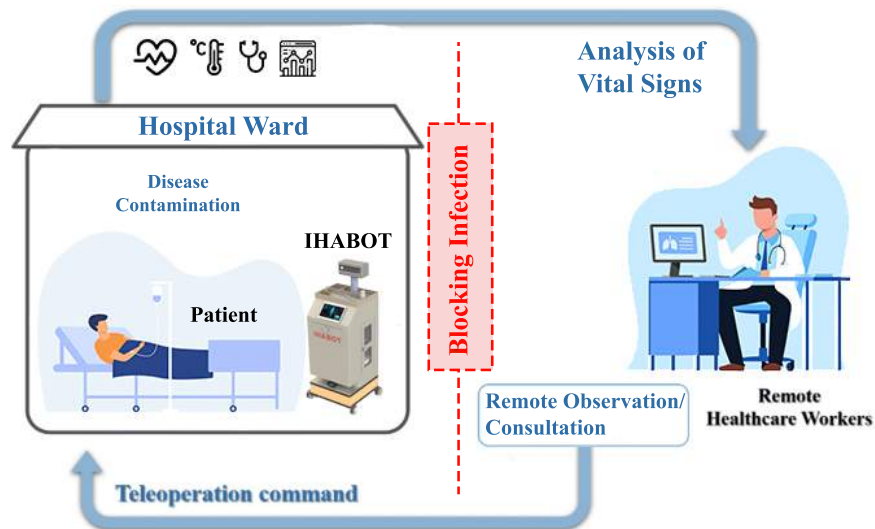 °C
Analysis of
Vital Signs
Hospital Ward
Disease
Contamination
IHABOT
Patient
IHABOT
Blocking Infection
Remote Observation/
Consultation
Remote
Healthcare Workers
Teleoperation command